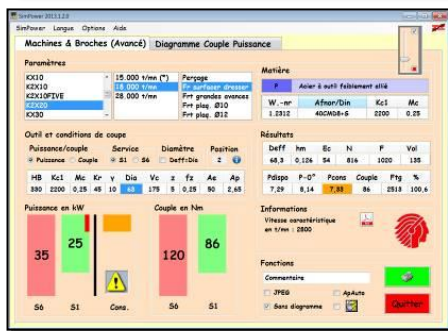 SimPower 2013.1.2.0
SimPower Langue Options Aide
Machines & Broches (Avancé) Diagramme Couple Puissance
Paramètres
KX10
K2X10
K2X10FIVE
K2X20
KX30
15.000 t/mn (*)
18.000 t/mn
28.000 t/mn
Perçage
Frt surfacer dresser
Frt grandes avances
Frt plaq. Ø10
Frt plaq. Ø12
Matière
F Acier à outil faiblement allié
W.-nr Afnor/Din Kc1 Mc
1.2312 40CMD8+S 2200 0.25
Outil et conditions de coupe
Puissance/couple Service Diamètre Position
Puissance Couple S1 S6 Deff:Dia 2
HB Kc1 Mc Kr γ Dia Vc z fz Ae Ap
330 2200 0,25 45 10 63 175 5 0,25 50 2,65
Résultats
Deff hm Ec N F Vol
68,3 0,126 54 816 1020 135
Pdispo P-0° Pcons Couple Ftg %
7,29 8,14 7,33 86 2513 100,6
Puissance en kW
35
25
S6 S1 Cons.
Couple en Nm
120
86
S6 S1
Informations
Vitesse caractéristique
en t/mn : 2800
Fonctions
Commentaire
JPEG ApAuto
Sans diagramme
Quitter